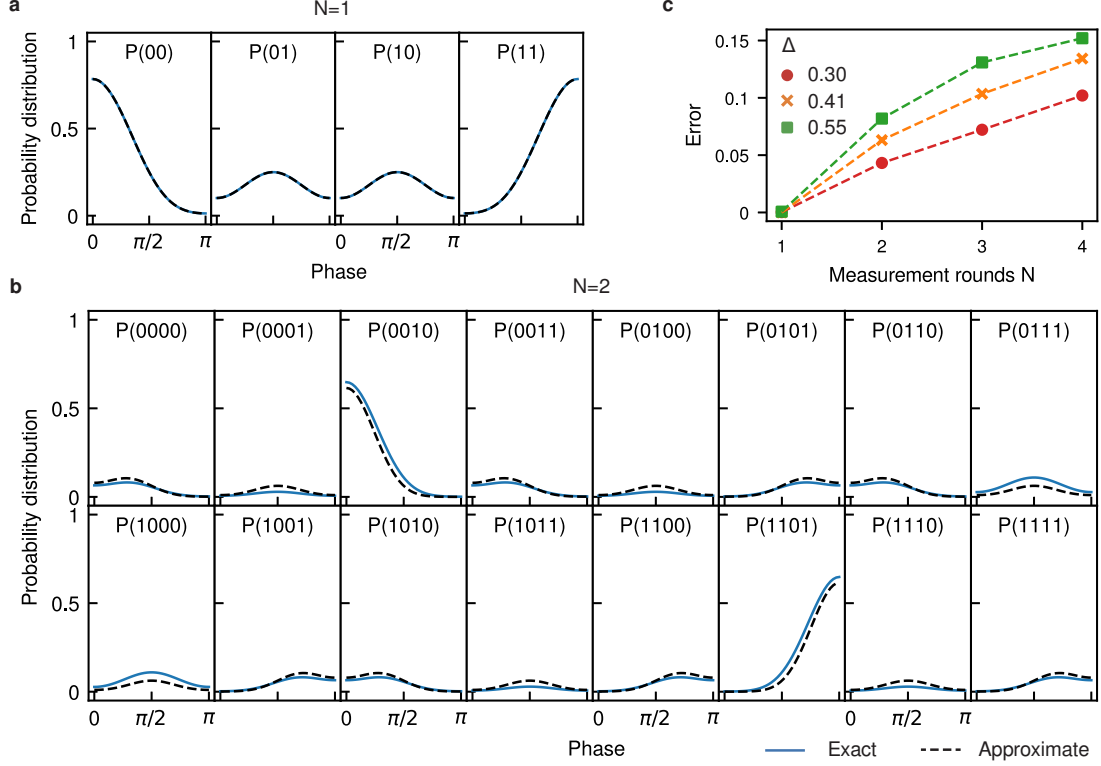 a
N=1
Probability distribution
1
0.5
0
P(00)
P(01)
P(10)
P(11)
0
π/2
π
Phase
c
Error
0.15
0.1
0.05
0
Δ
0.30
0.41
0.55
1
2
3
4
Measurement rounds N
b
N=2
Probability distribution
1
0.5
0
P(0000)
P(0001)
P(0010)
P(0011)
P(0100)
P(0101)
P(0110)
P(0111)
Probability distribution
1
0.5
0
P(1000)
P(1001)
P(1010)
P(1011)
P(1100)
P(1101)
P(1110)
P(1111)
0
π/2
π
0
π/2
π
0
π/2
π
0
π/2
π
Phase
Exact
Approximate